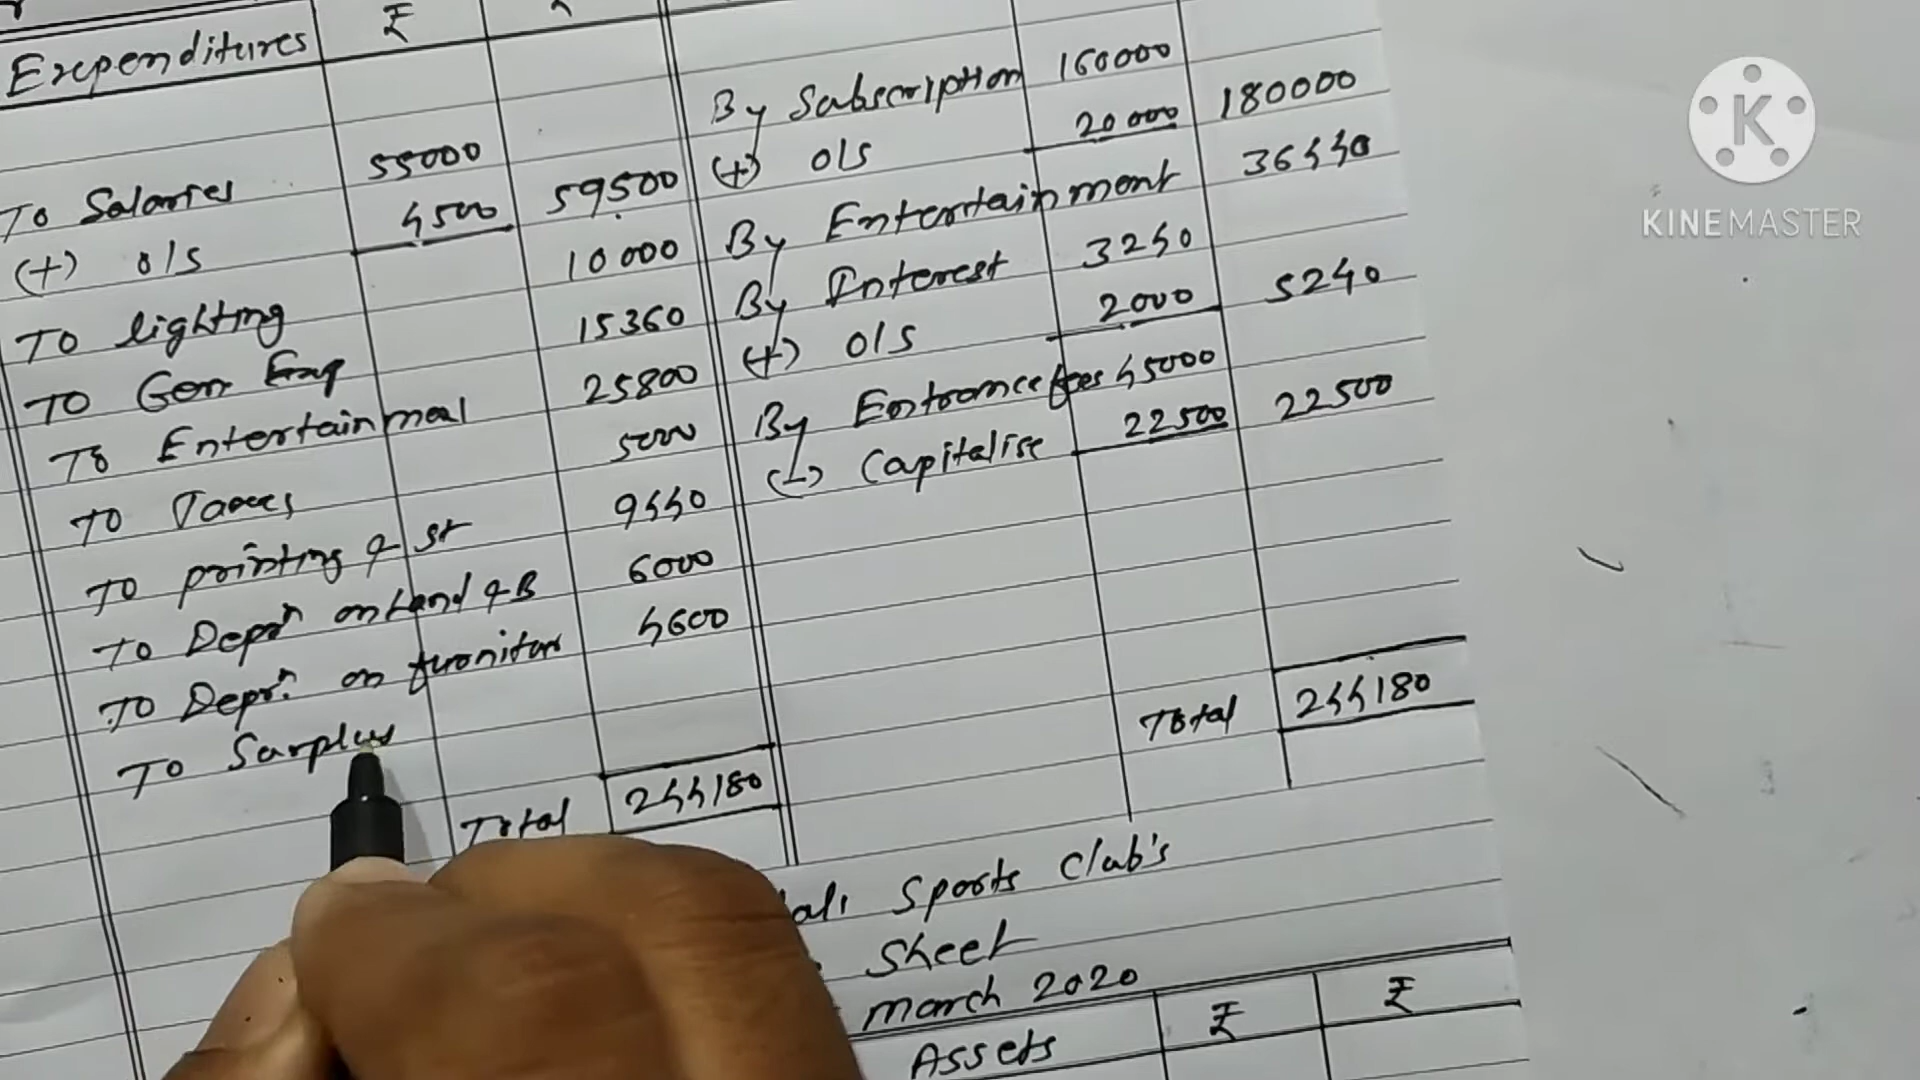 Expenditures ₹
To Salaries 55000
(+) o/s 4500 59500
To lighting 10000
To Gen Exp 15360
To Entertainment 25800
To Taxes 5000
To printing & st 9440
To Deprn on Land & B 6000
To Deprn. on furniture 4600
To Surplus
Total 244180
By Subscription 160000
(+) o/s 20000 180000
By Entertainment 36440
By Interest 3240
(+) o/s 2000 5240
By Entrance fees 45000
(-) Capitalise 22500 22500
Total 244180
Sports Club's
Sheet
March 2020
Assets ₹ ₹
K
KINEMASTER